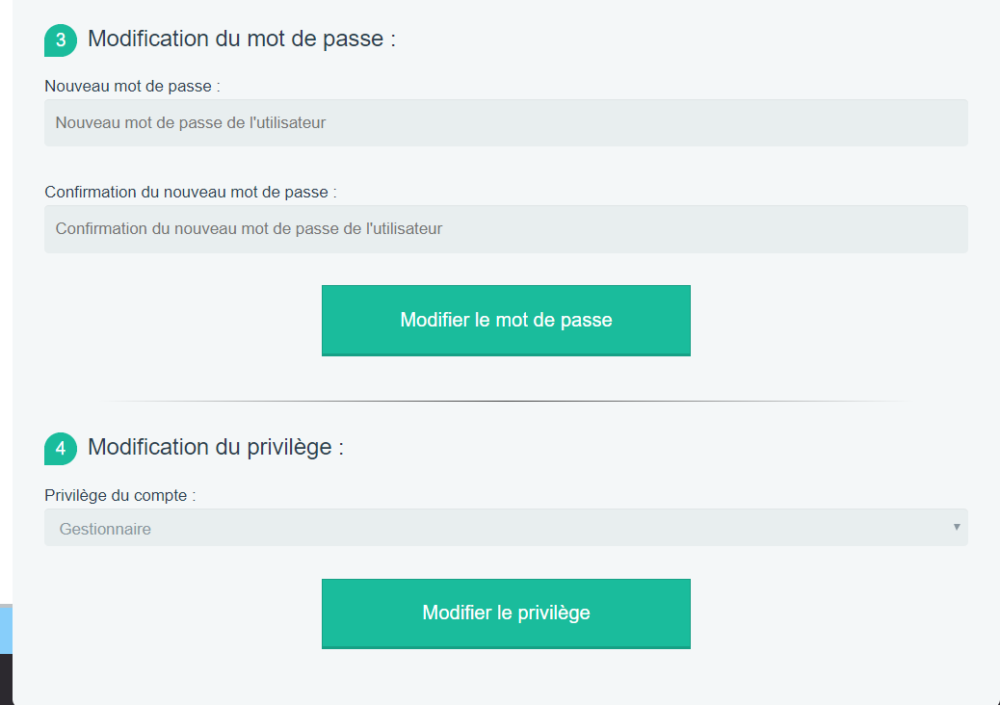 3 Modification du mot de passe :
Nouveau mot de passe :
Nouveau mot de passe de l'utilisateur
Confirmation du nouveau mot de passe :
Confirmation du nouveau mot de passe de l'utilisateur
Modifier le mot de passe
4 Modification du privilège :
Privilège du compte :
Gestionnaire
Modifier le privilège